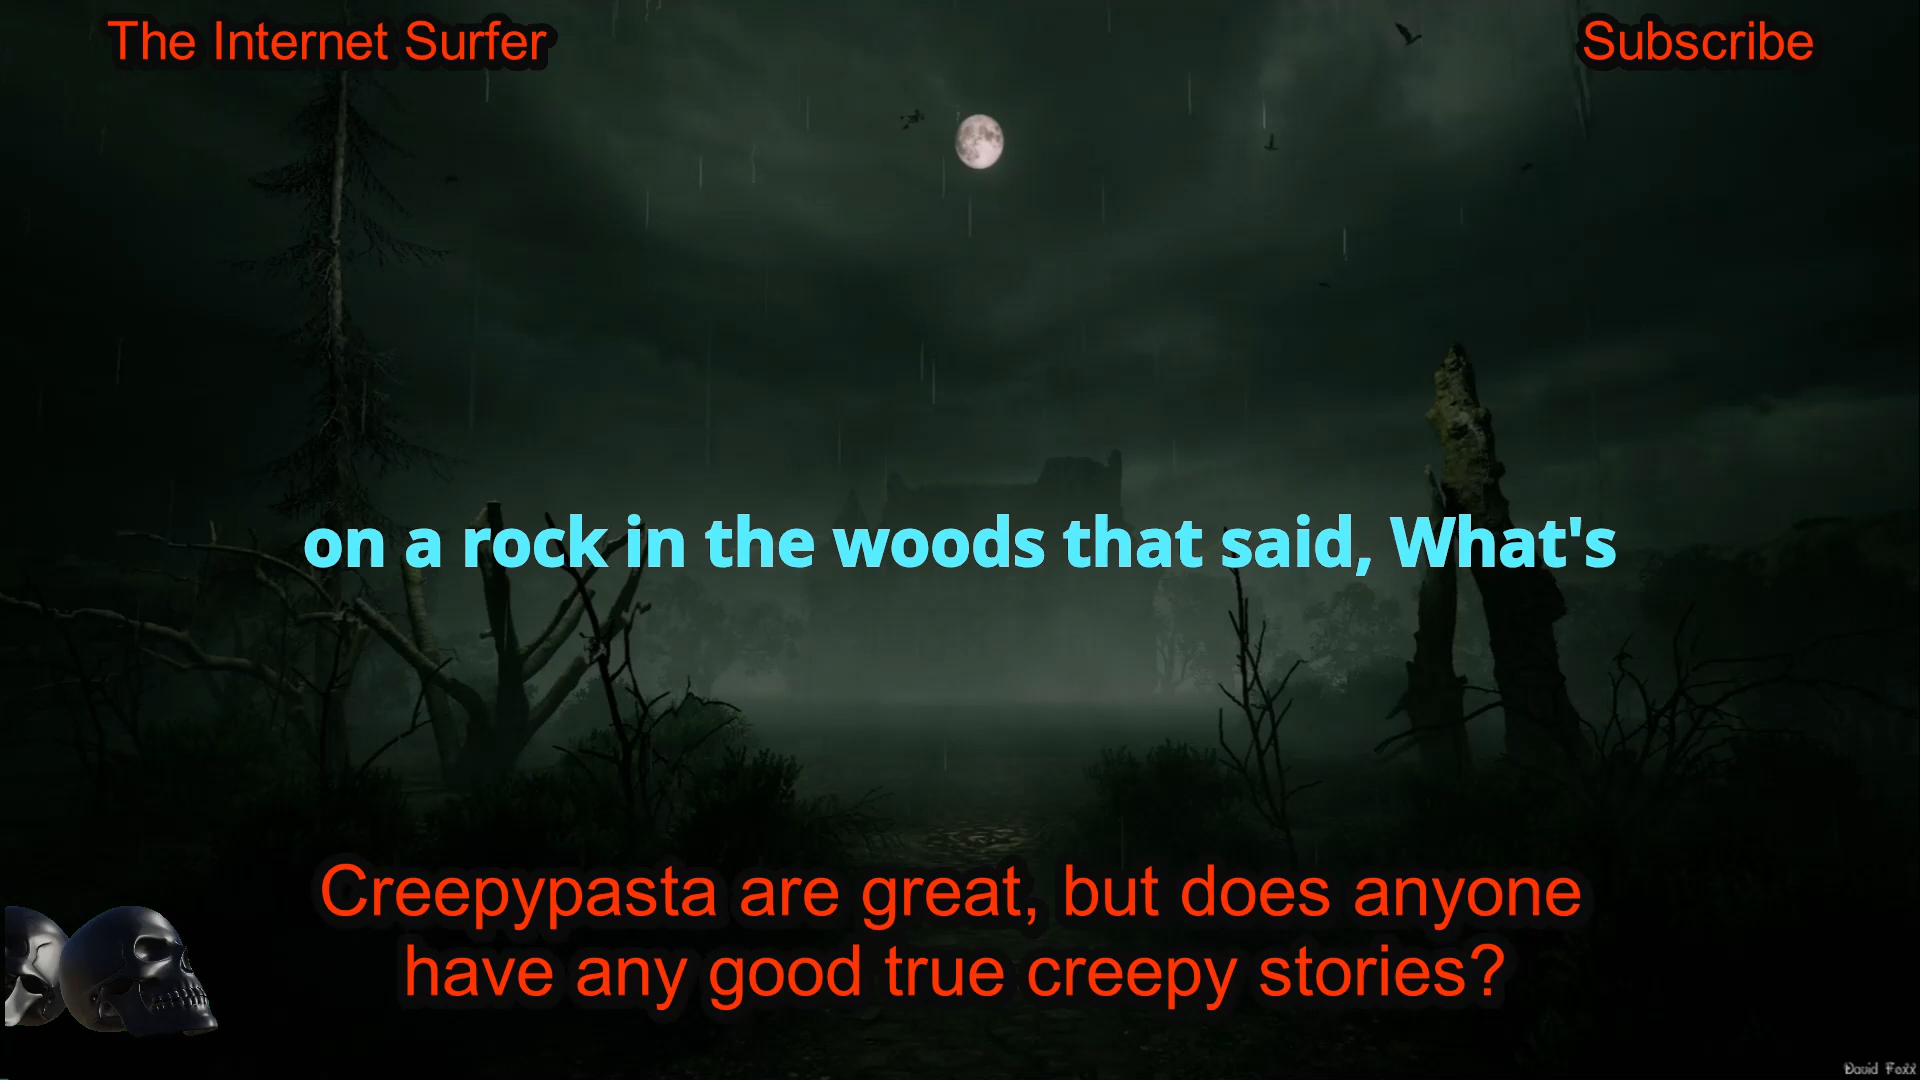 The Internet Surfer
Subscribe
on a rock in the woods that said, What's
Creepypasta are great, but does anyone
have any good true creepy stories?
David Foxx